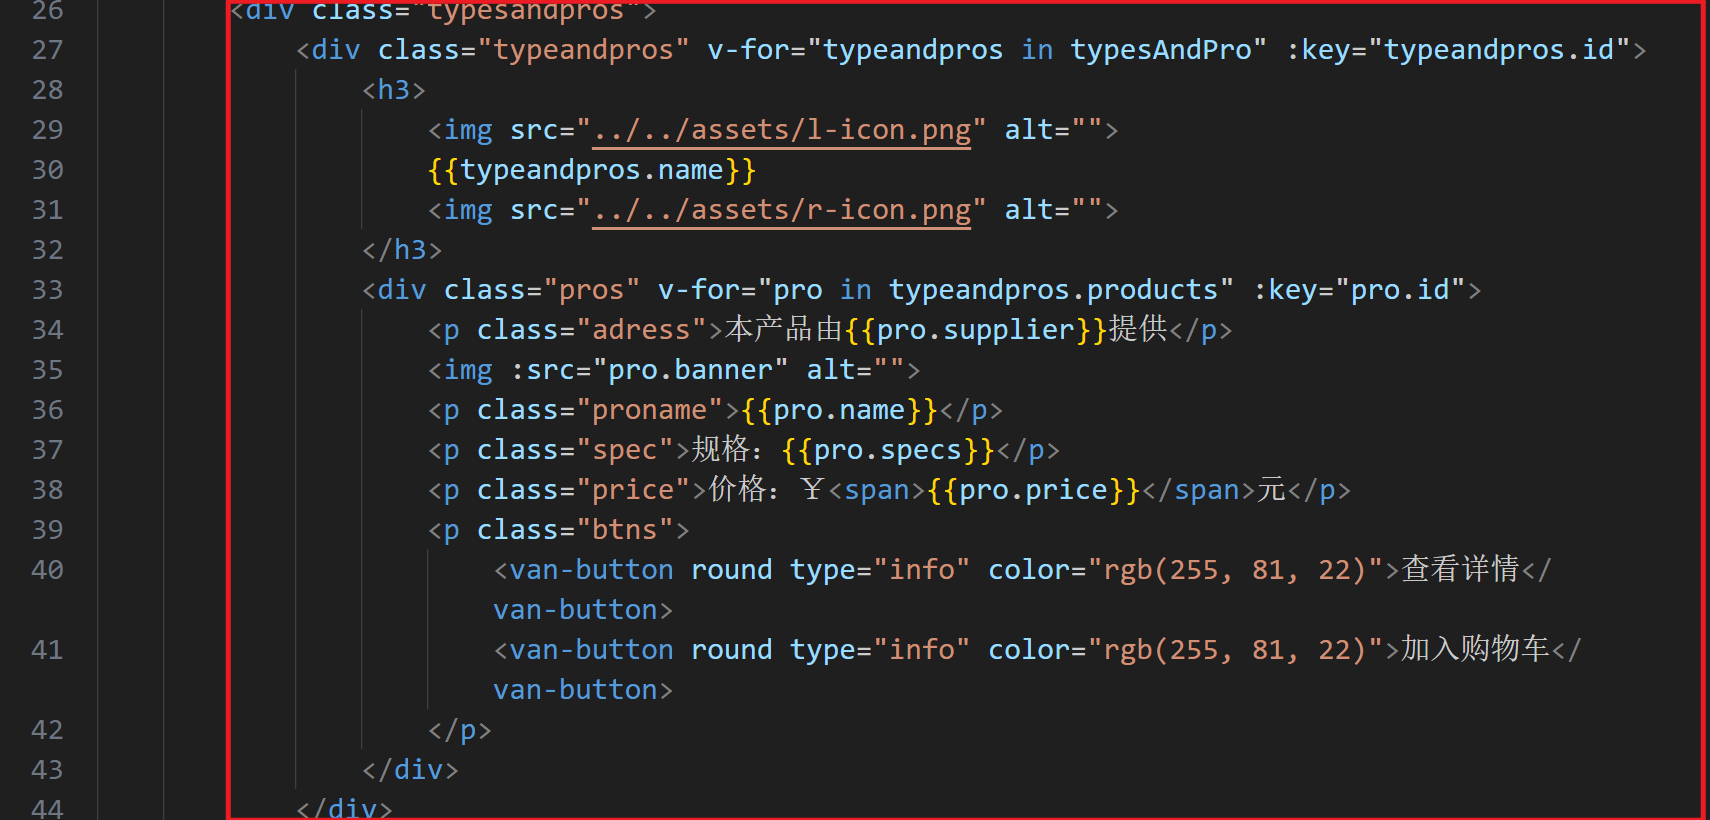 26 <div class="typesandpros">
27 <div class="typeandpros" v-for="typeandpros in typesAndPro" :key="typeandpros.id">
28 <h3>
29 <img src="../../assets/l-icon.png" alt="">
30 {{typeandpros.name}}
31 <img src="../../assets/r-icon.png" alt="">
32 </h3>
33 <div class="pros" v-for="pro in typeandpros.products" :key="pro.id">
34 <p class="adress">本产品由{{pro.supplier}}提供</p>
35 <img :src="pro.banner" alt="">
36 <p class="proname">{{pro.name}}</p>
37 <p class="spec">规格：{{pro.specs}}</p>
38 <p class="price">价格：￥<span>{{pro.price}}</span>元</p>
39 <p class="btns">
40 <van-button round type="info" color="rgb(255, 81, 22)">查看详情</
van-button>
41 <van-button round type="info" color="rgb(255, 81, 22)">加入购物车</
van-button>
42 </p>
43 </div>
44 </div>